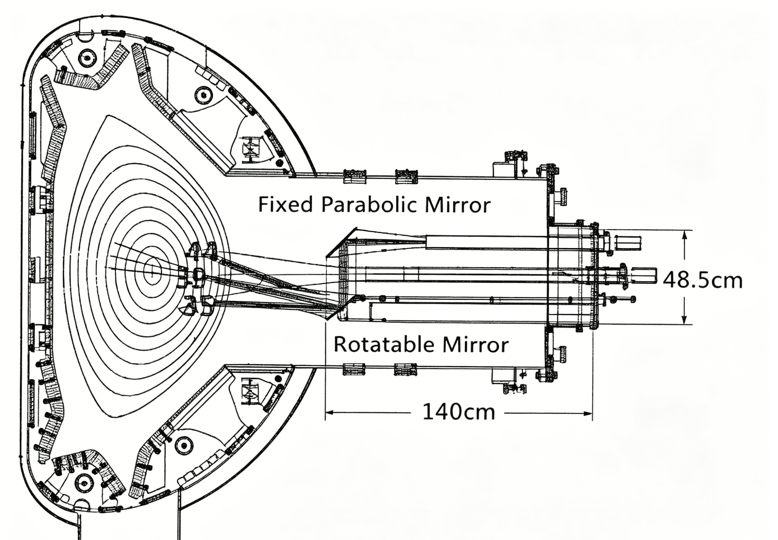 Fixed Parabolic Mirror
48.5cm
Rotatable Mirror
140cm